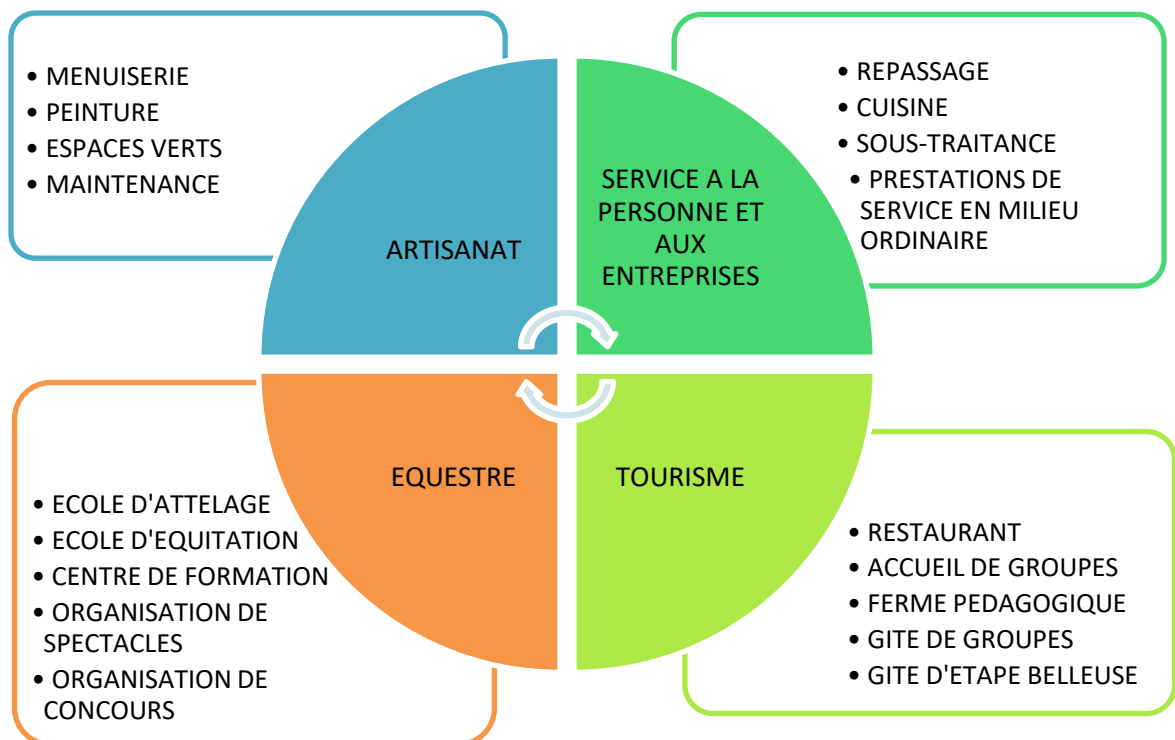 • MENUISERIE
• PEINTURE
• ESPACES VERTS
• MAINTENANCE
ARTISANAT
• REPASSAGE
• CUISINE
• SOUS-TRAITANCE
• PRESTATIONS DE
SERVICE EN MILIEU
ORDINAIRE
SERVICE A LA
PERSONNE ET
AUX
ENTREPRISES
EQUESTRE
• ECOLE D'ATTELAGE
• ECOLE D'EQUITATION
• CENTRE DE FORMATION
• ORGANISATION DE
SPECTACLES
• ORGANISATION DE
CONCOURS
TOURISME
• RESTAURANT
• ACCUEIL DE GROUPES
• FERME PEDAGOGIQUE
• GITE DE GROUPES
• GITE D'ETAPE BELLEUSE